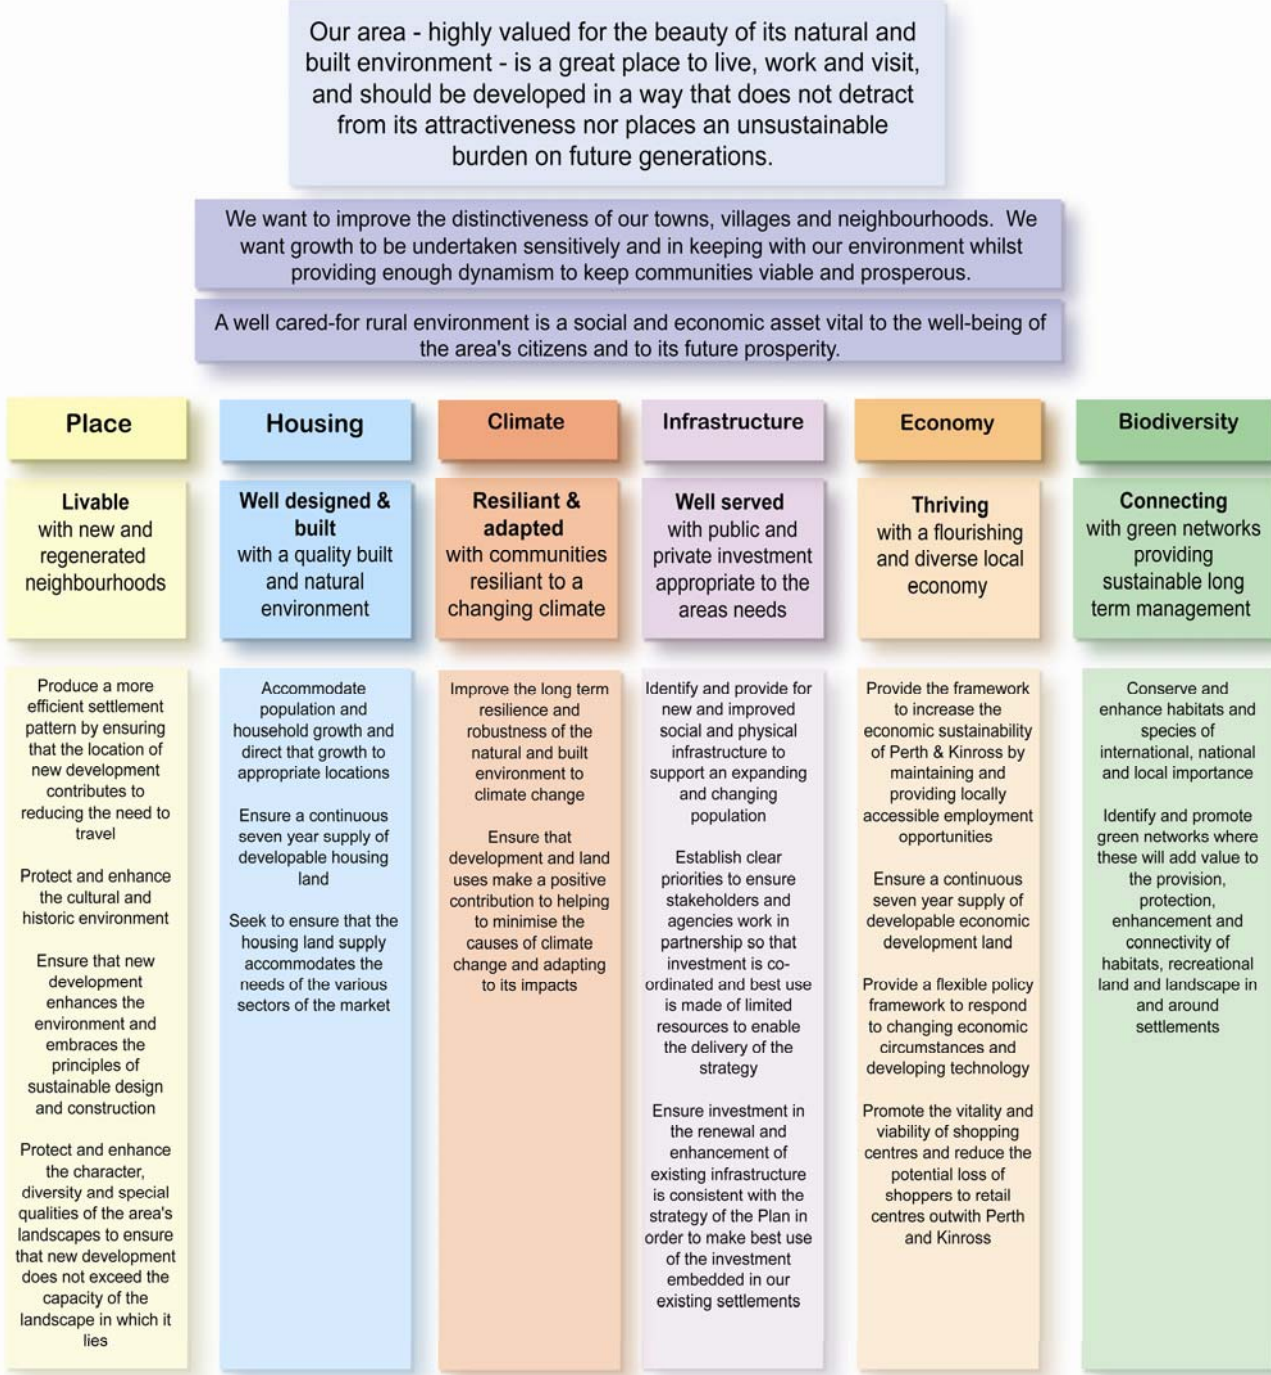 Our area - highly valued for the beauty of its natural and
built environment - is a great place to live, work and visit,
and should be developed in a way that does not detract
from its attractiveness nor places an unsustainable
burden on future generations.
We want to improve the distinctiveness of our towns, villages and neighbourhoods. We
want growth to be undertaken sensitively and in keeping with our environment whilst
providing enough dynamism to keep communities viable and prosperous.
A well cared-for rural environment is a social and economic asset vital to the well-being of
the area's citizens and to its future prosperity.
Place
Livable
with new and
regenerated
neighbourhoods
Produce a more
efficient settlement
pattern by ensuring
that the location of
new development
contributes to
reducing the need to
travel
Protect and enhance
the cultural and
historic environment
Ensure that new
development
enhances the
environment and
embraces the
principles of
sustainable design
and construction
Protect and enhance
the character,
diversity and special
qualities of the area's
landscapes to ensure
that new development
does not exceed the
capacity of the
landscape in which it
lies
Housing
Well designed &
built
with a quality built
and natural
environment
Accommodate
population and
household growth and
direct that growth to
appropriate locations
Ensure a continuous
seven year supply of
developable housing
land
Seek to ensure that the
housing land supply
accommodates the
needs of the various
sectors of the market
Climate
Resiliant &
adapted
with communities
resiliant to a
changing climate
Improve the long term
resilience and
robustness of the
natural and built
environment to
climate change
Ensure that
development and land
uses make a positive
contribution to helping
to minimise the
causes of climate
change and adapting
to its impacts
Infrastructure
Well served
with public and
private investment
appropriate to the
areas needs
Identify and provide for
new and improved
social and physical
infrastructure to
support an expanding
and changing
population
Establish clear
priorities to ensure
stakeholders and
agencies work in
partnership so that
investment is co-
ordinated and best use
is made of limited
resources to enable
the delivery of the
strategy
Ensure investment in
the renewal and
enhancement of
existing infrastructure
is consistent with the
strategy of the Plan in
order to make best use
of the investment
embedded in our
existing settlements
Economy
Thriving
with a flourishing
and diverse local
economy
Provide the framework
to increase the
economic sustainability
of Perth & Kinross by
maintaining and
providing locally
accessible employment
opportunities
Ensure a continuous
seven year supply of
developable economic
development land
Provide a flexible policy
framework to respond
to changing economic
circumstances and
developing technology
Promote the vitality and
viability of shopping
centres and reduce the
potential loss of
shoppers to retail
centres outwith Perth
and Kinross
Biodiversity
Connecting
with green networks
providing
sustainable long
term management
Conserve and
enhance habitats and
species of
international, national
and local importance
Identify and promote
green networks where
these will add value to
the provision,
protection,
enhancement and
connectivity of
habitats, recreational
land and landscape in
and around
settlements